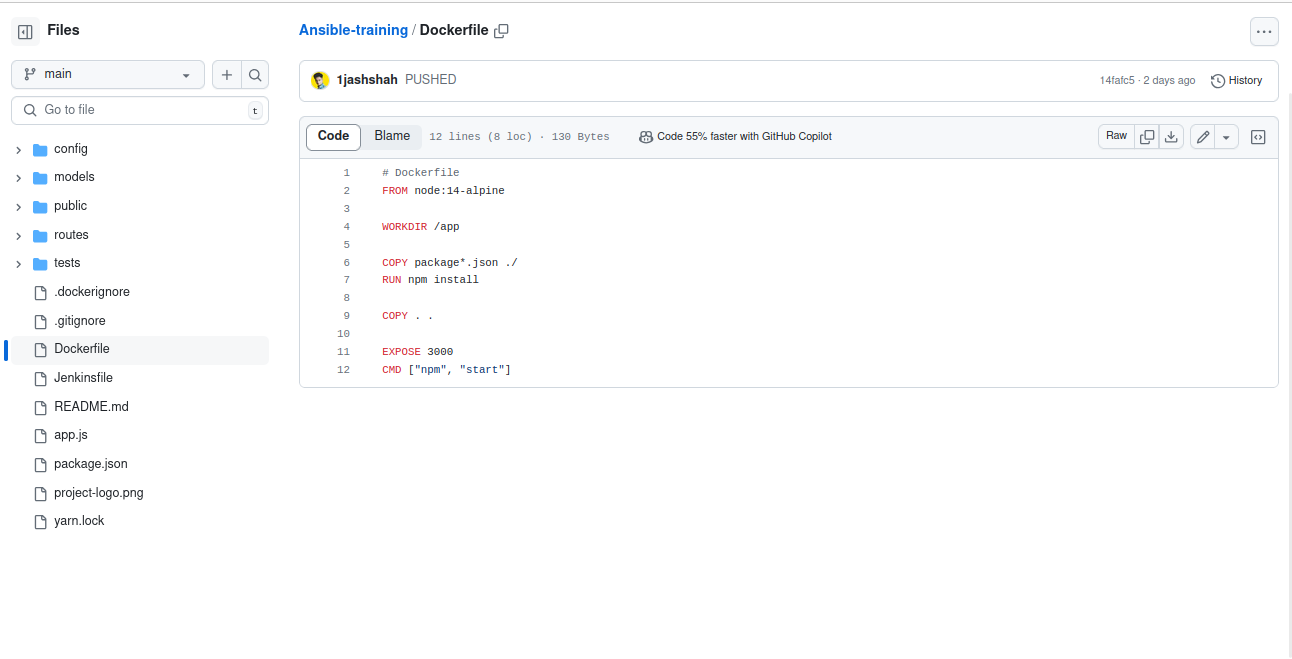 Files
main
Go to file
t
config
models
public
routes
tests
.dockerignore
.gitignore
Dockerfile
Jenkinsfile
README.md
app.js
package.json
project-logo.png
yarn.lock
Ansible-training / Dockerfile
1jashshah PUSHED
14fafc5 · 2 days ago
History
Code Blame 12 lines (8 loc) · 130 Bytes
Code 55% faster with GitHub Copilot
Raw
1 # Dockerfile
2 FROM node:14-alpine
3
4 WORKDIR /app
5
6 COPY package*.json ./
7 RUN npm install
8
9 COPY . .
10
11 EXPOSE 3000
12 CMD ["npm", "start"]